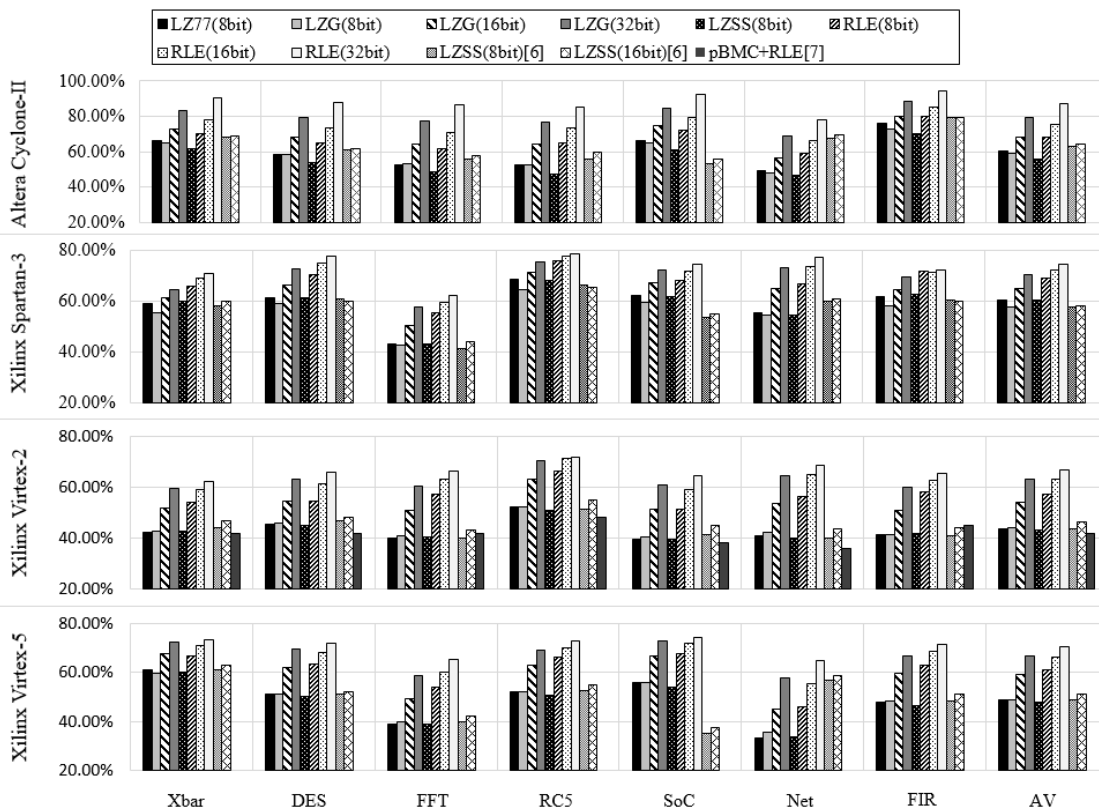 LZ77(8bit) LZG(8bit) LZG(16bit) LZG(32bit) LZSS(8bit) RLE(8bit)
RLE(16bit) RLE(32bit) LZSS(8bit)[6] LZSS(16bit)[6] pBMC+RLE[7]
Altera Cyclone-II
100.00%
80.00%
60.00%
40.00%
20.00%
Xilinx Spartan-3
80.00%
60.00%
40.00%
20.00%
Xilinx Virtex-2
80.00%
60.00%
40.00%
20.00%
Xilinx Virtex-5
80.00%
60.00%
40.00%
20.00%
Xbar DES FFT RC5 SoC Net FIR AV